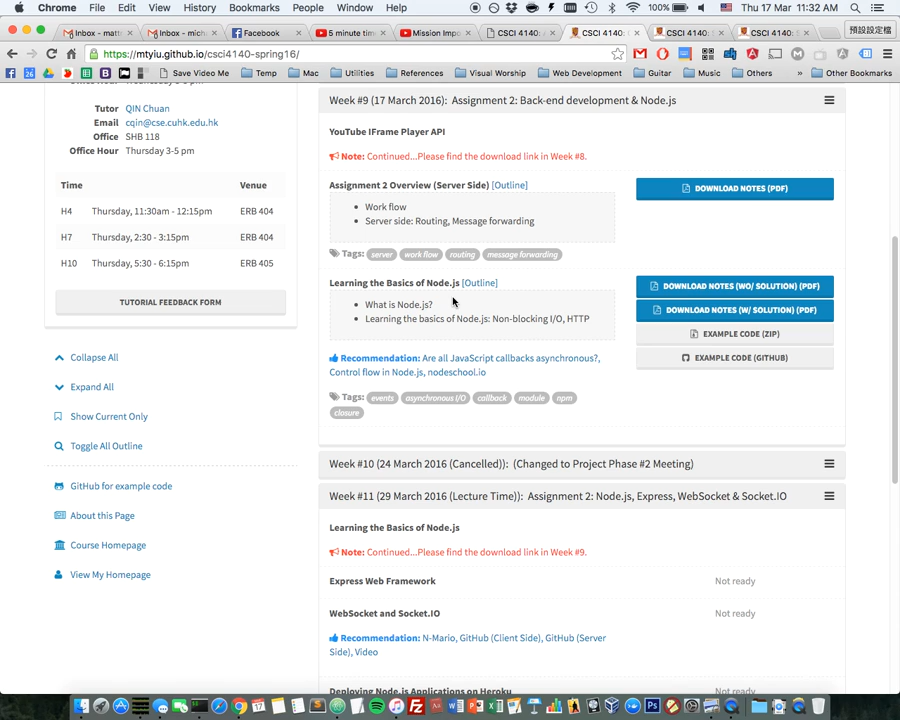 Chrome File Edit View History Bookmarks People Window Help 100% Thu 17 Mar 11:32 AM
Inbox - matt Inbox - micha Facebook 5 minute time Mission Impo CSCI 4140: A CSCI 4140: CSCI 4140: CSCI 4140: 預設設定檔
https://mtyiu.github.io/csci4140-spring16/
Save Video Me Temp Mac Utilities References Visual Worship Web Development Guitar Music Others » Other Bookmarks
Tutor QIN Chuan
Email cqin@cse.cuhk.edu.hk
Office SHB 118
Office Hour Thursday 3-5 pm
Time Venue
H4 Thursday, 11:30am - 12:15pm ERB 404
H7 Thursday, 2:30 - 3:15pm ERB 404
H10 Thursday, 5:30 - 6:15pm ERB 405
TUTORIAL FEEDBACK FORM
Collapse All
Expand All
Show Current Only
Toggle All Outline
GitHub for example code
About this Page
Course Homepage
View My Homepage
Week #9 (17 March 2016): Assignment 2: Back-end development & Node.js
YouTube IFrame Player API
Note: Continued...Please find the download link in Week #8.
Assignment 2 Overview (Server Side) [Outline]
DOWNLOAD NOTES (PDF)
• Work flow
• Server side: Routing, Message forwarding
Tags: server work flow routing message forwarding
Learning the Basics of Node.js [Outline]
DOWNLOAD NOTES (WO/ SOLUTION) (PDF)
• What is Node.js?
DOWNLOAD NOTES (W/ SOLUTION) (PDF)
• Learning the basics of Node.js: Non-blocking I/O, HTTP
EXAMPLE CODE (ZIP)
EXAMPLE CODE (GITHUB)
Recommendation: Are all JavaScript callbacks asynchronous?,
Control flow in Node.js, nodeschool.io
Tags: events asynchronous I/O callback module npm
closure
Week #10 (24 March 2016 (Cancelled)): (Changed to Project Phase #2 Meeting)
Week #11 (29 March 2016 (Lecture Time)): Assignment 2: Node.js, Express, WebSocket & Socket.IO
Learning the Basics of Node.js
Note: Continued...Please find the download link in Week #9.
Express Web Framework Not ready
WebSocket and Socket.IO Not ready
Recommendation: N-Mario, GitHub (Client Side), GitHub (Server
Side), Video
Deploying Node.js Applications on Heroku Not ready